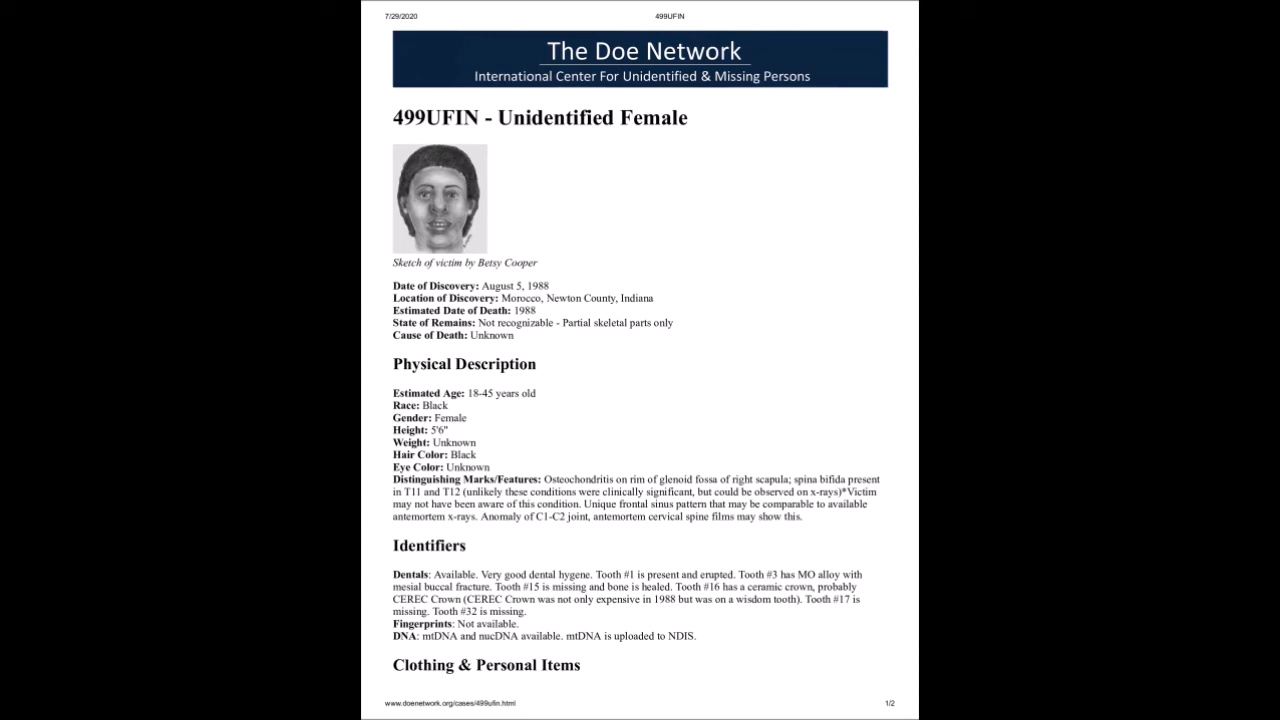 7/29/2020 499UFIN
The Doe Network
International Center For Unidentified & Missing Persons
499UFIN - Unidentified Female
Sketch of victim by Betsy Cooper
Date of Discovery: August 5, 1988
Location of Discovery: Morocco, Newton County, Indiana
Estimated Date of Death: 1988
State of Remains: Not recognizable - Partial skeletal parts only
Cause of Death: Unknown
Physical Description
Estimated Age: 18-45 years old
Race: Black
Gender: Female
Height: 5'6"
Weight: Unknown
Hair Color: Black
Eye Color: Unknown
Distinguishing Marks/Features: Osteochondritis on rim of glenoid fossa of right scapula; spina bifida present
in T11 and T12 (unlikely these conditions were clinically significant, but could be observed on x-rays)*Victim
may not have been aware of this condition. Unique frontal sinus pattern that may be comparable to available
antemortem x-rays. Anomaly of C1-C2 joint, antemortem cervical spine films may show this.
Identifiers
Dentals: Available. Very good dental hygene. Tooth #1 is present and erupted. Tooth #3 has MO alloy with
mesial buccal fracture. Tooth #15 is missing and bone is healed. Tooth #16 has a ceramic crown, probably
CEREC Crown (CEREC Crown was not only expensive in 1988 but was on a wisdom tooth). Tooth #17 is
missing. Tooth #32 is missing.
Fingerprints: Not available.
DNA: mtDNA and nucDNA available. mtDNA is uploaded to NDIS.
Clothing & Personal Items
www.doenetwork.org/cases/499ufin.html 1/2